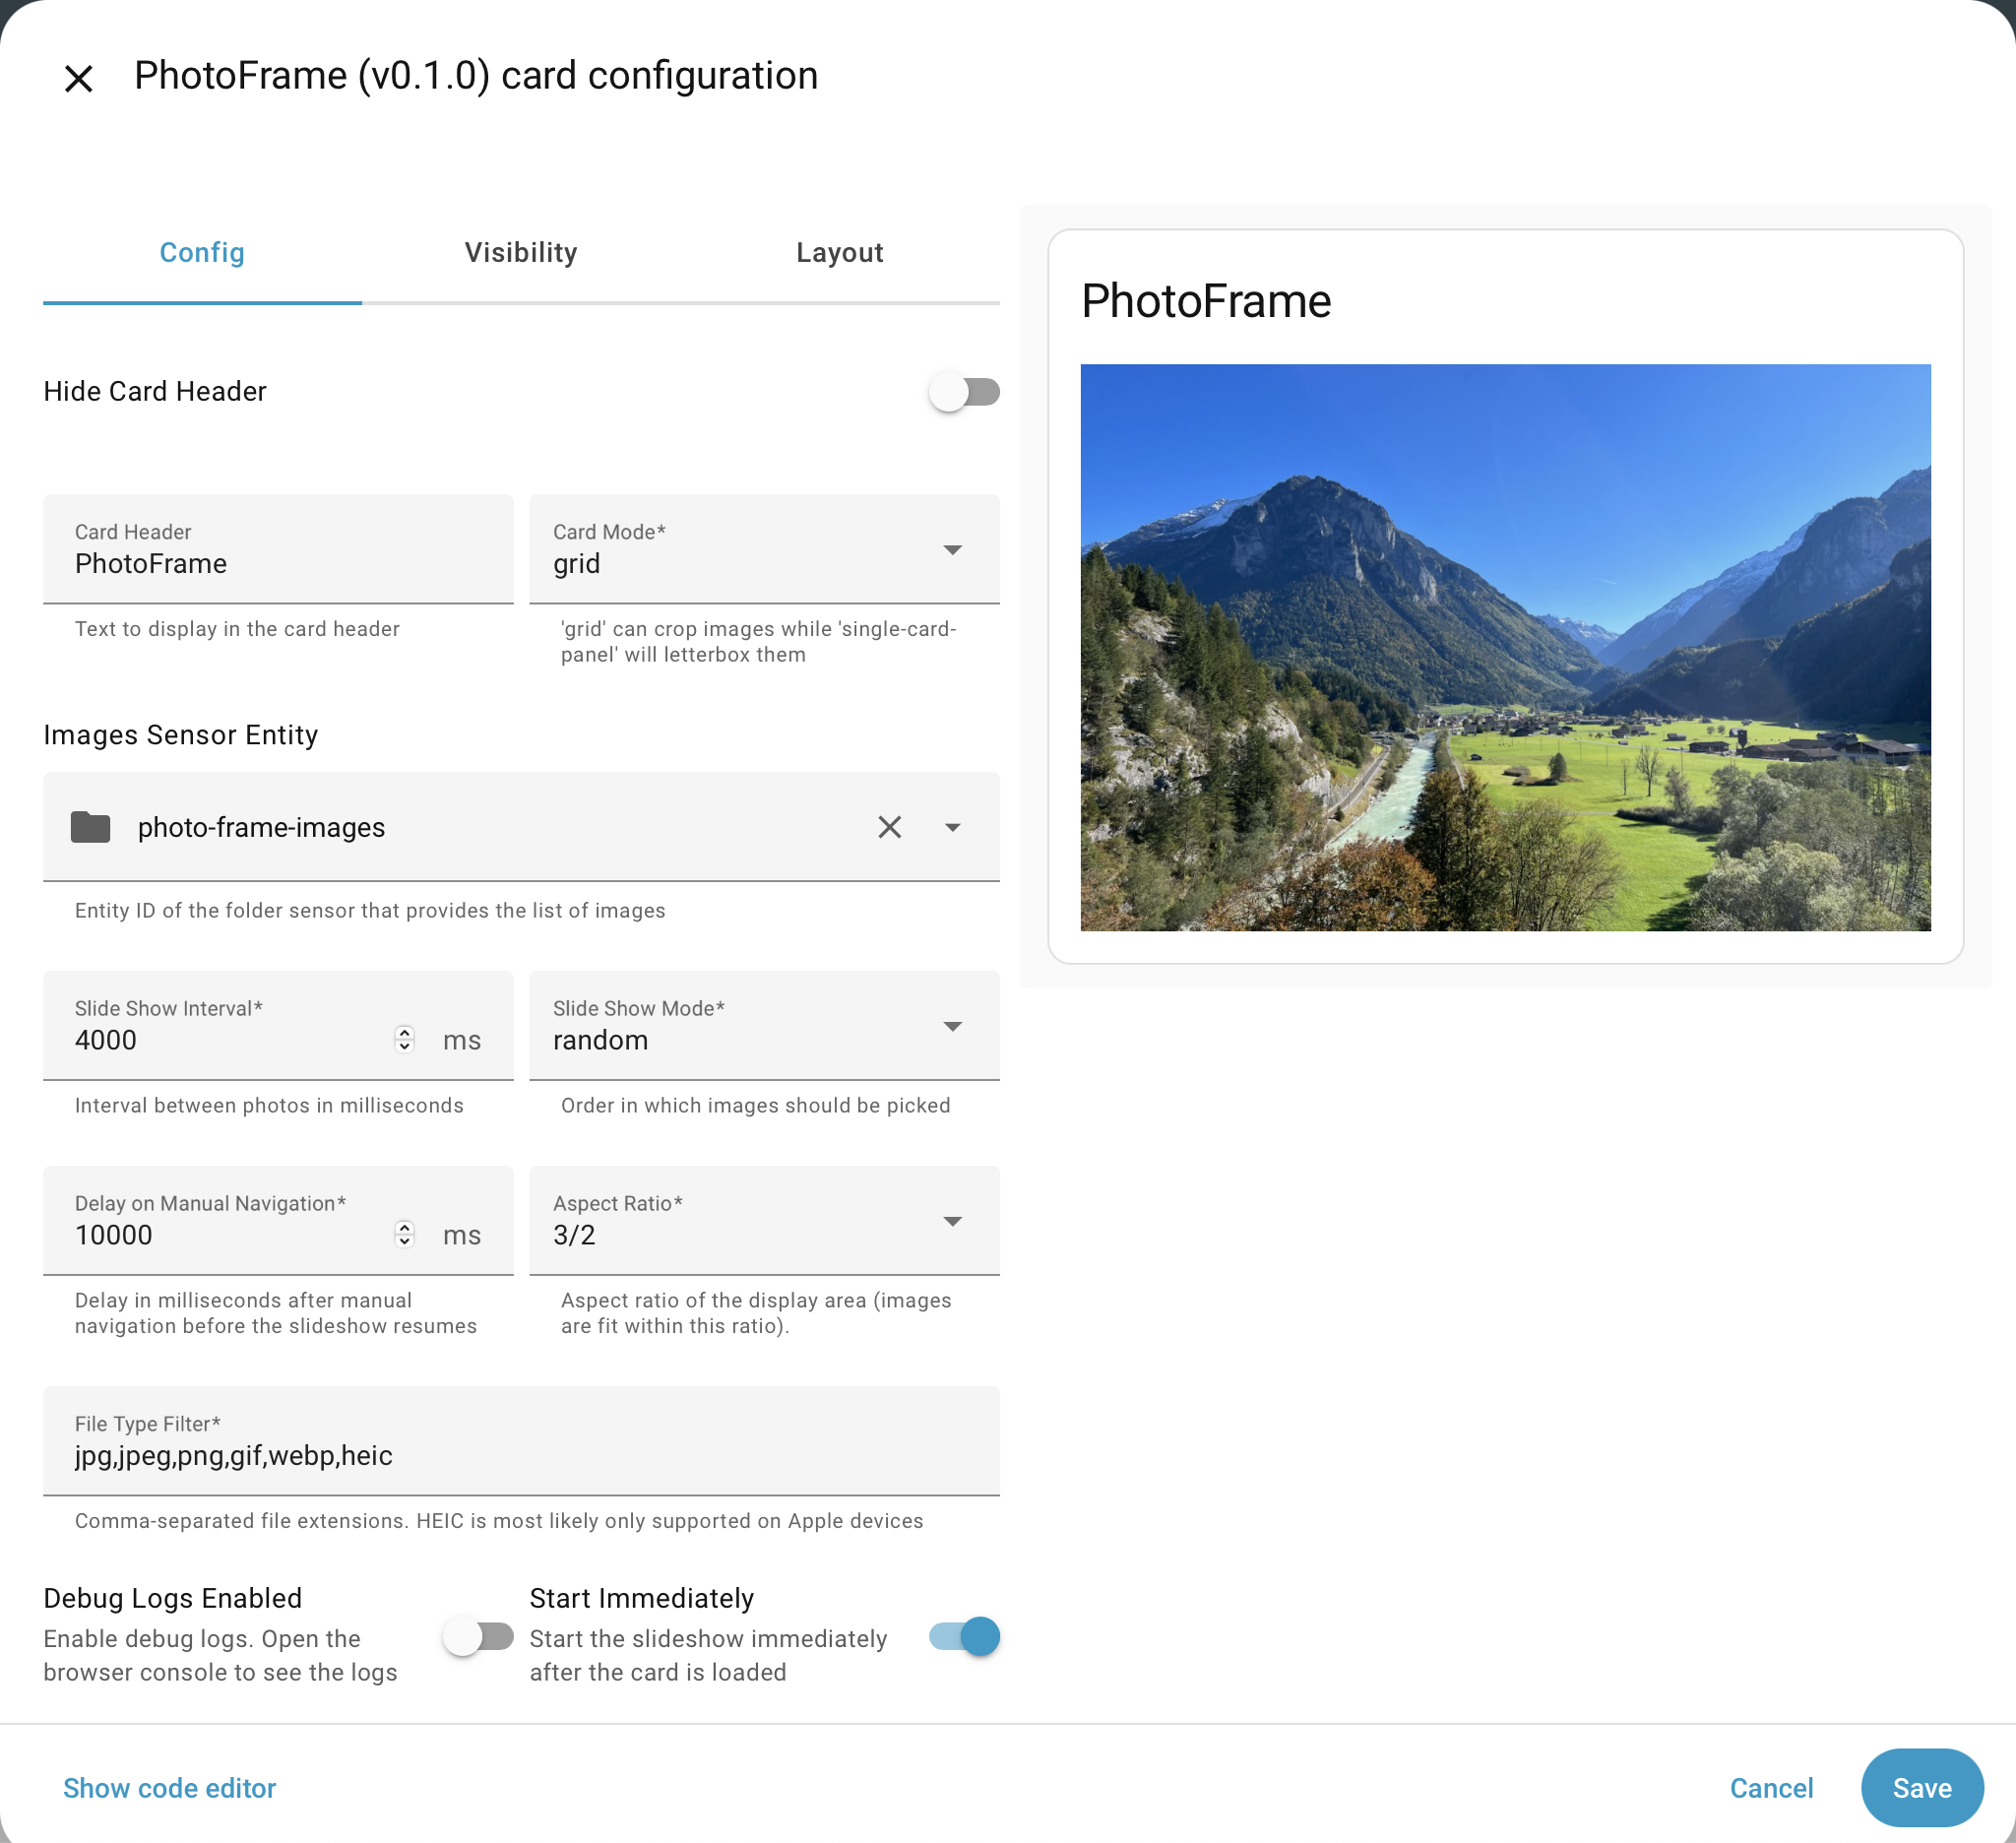 PhotoFrame (v0.1.0) card configuration
Config
Visibility
Layout
Hide Card Header
Card Header
PhotoFrame
Text to display in the card header
Card Mode*
grid
'grid' can crop images while 'single-card-
panel' will letterbox them
Images Sensor Entity
photo-frame-images
Entity ID of the folder sensor that provides the list of images
Slide Show Interval*
4000
ms
Interval between photos in milliseconds
Slide Show Mode*
random
Order in which images should be picked
Delay on Manual Navigation*
10000
ms
Delay in milliseconds after manual
navigation before the slideshow resumes
Aspect Ratio*
3/2
Aspect ratio of the display area (images
are fit within this ratio).
File Type Filter*
jpg,jpeg,png,gif,webp,heic
Comma-separated file extensions. HEIC is most likely only supported on Apple devices
Debug Logs Enabled
Enable debug logs. Open the
browser console to see the logs
Start Immediately
Start the slideshow immediately
after the card is loaded
PhotoFrame
Show code editor
Cancel
Save